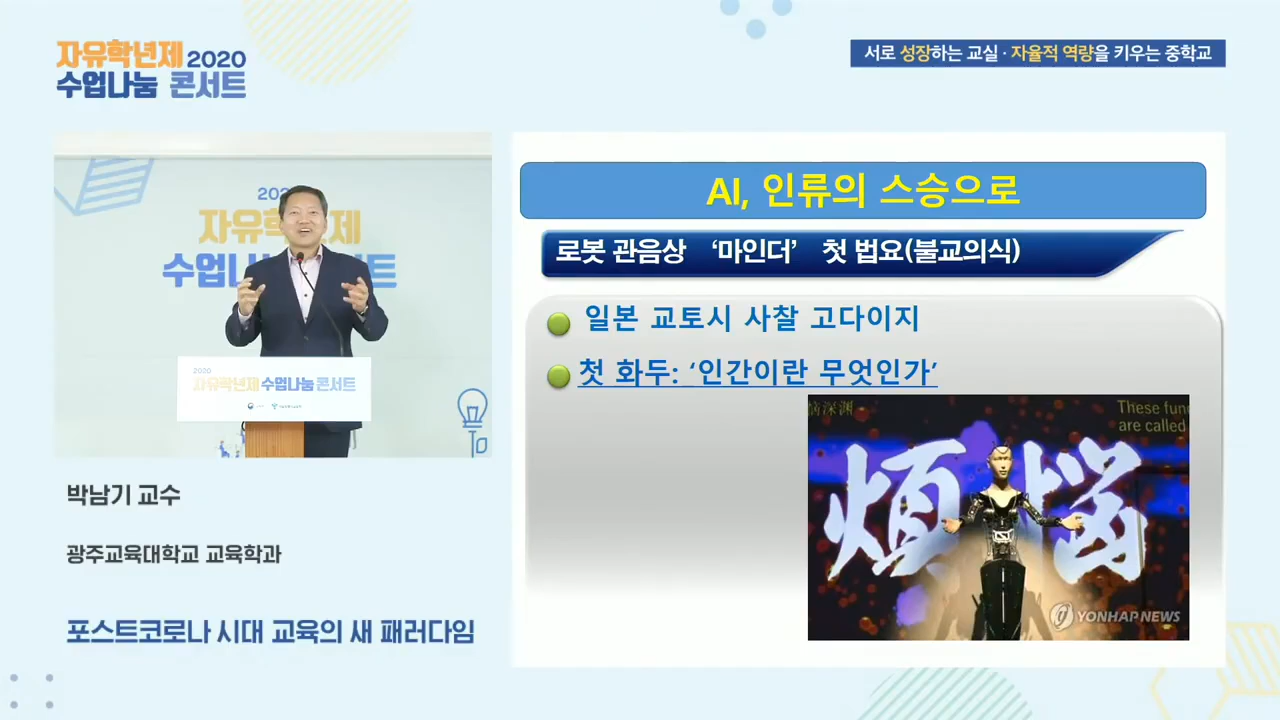 자유학년제 2020
수업나눔 콘서트
서로 성장하는 교실 · 자율적 역량을 키우는 중학교
자유학년제
수업나눔 콘서트
2020
자유학년제 수업나눔 콘서트
박남기 교수
광주교육대학교 교육학과
포스트코로나 시대 교육의 새 패러다임
AI, 인류의 스승으로
로봇 관음상 ‘마인더’ 첫 법요(불교의식)
일본 교토시 사찰 고다이지
첫 화두: ‘인간이란 무엇인가’
悩深渊
These fun
are called
煩 悩
YONHAP NEWS